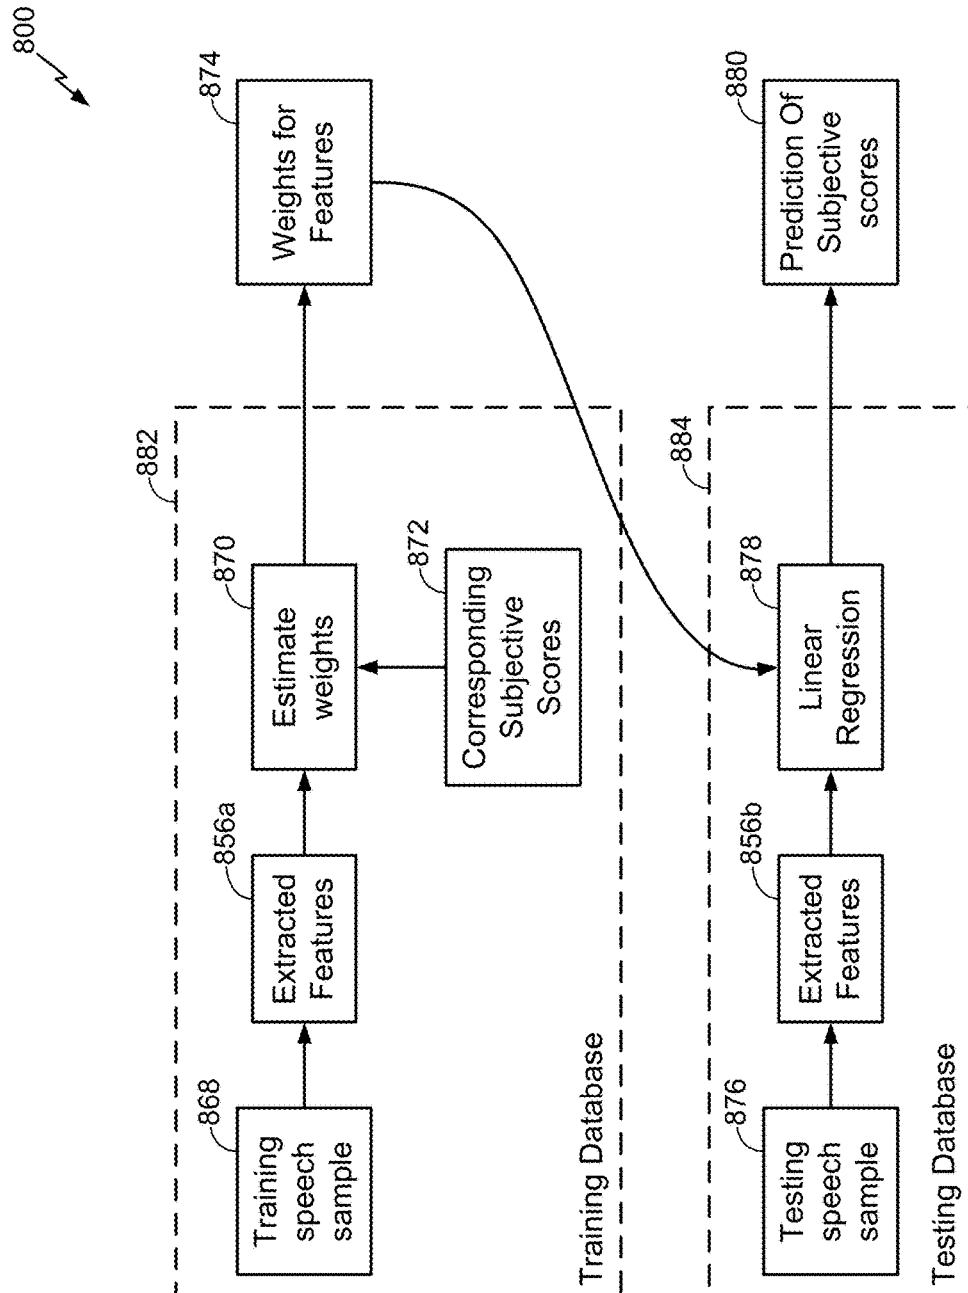 800
882
868
Training
speech
sample
856a
Extracted
Features
870
Estimate
weights
872
Corresponding
Subjective
Scores
874
Weights for
Features
Training Database
884
876
Testing
speech
sample
856b
Extracted
Features
878
Linear
Regression
880
Prediction Of
Subjective
scores
Testing Database